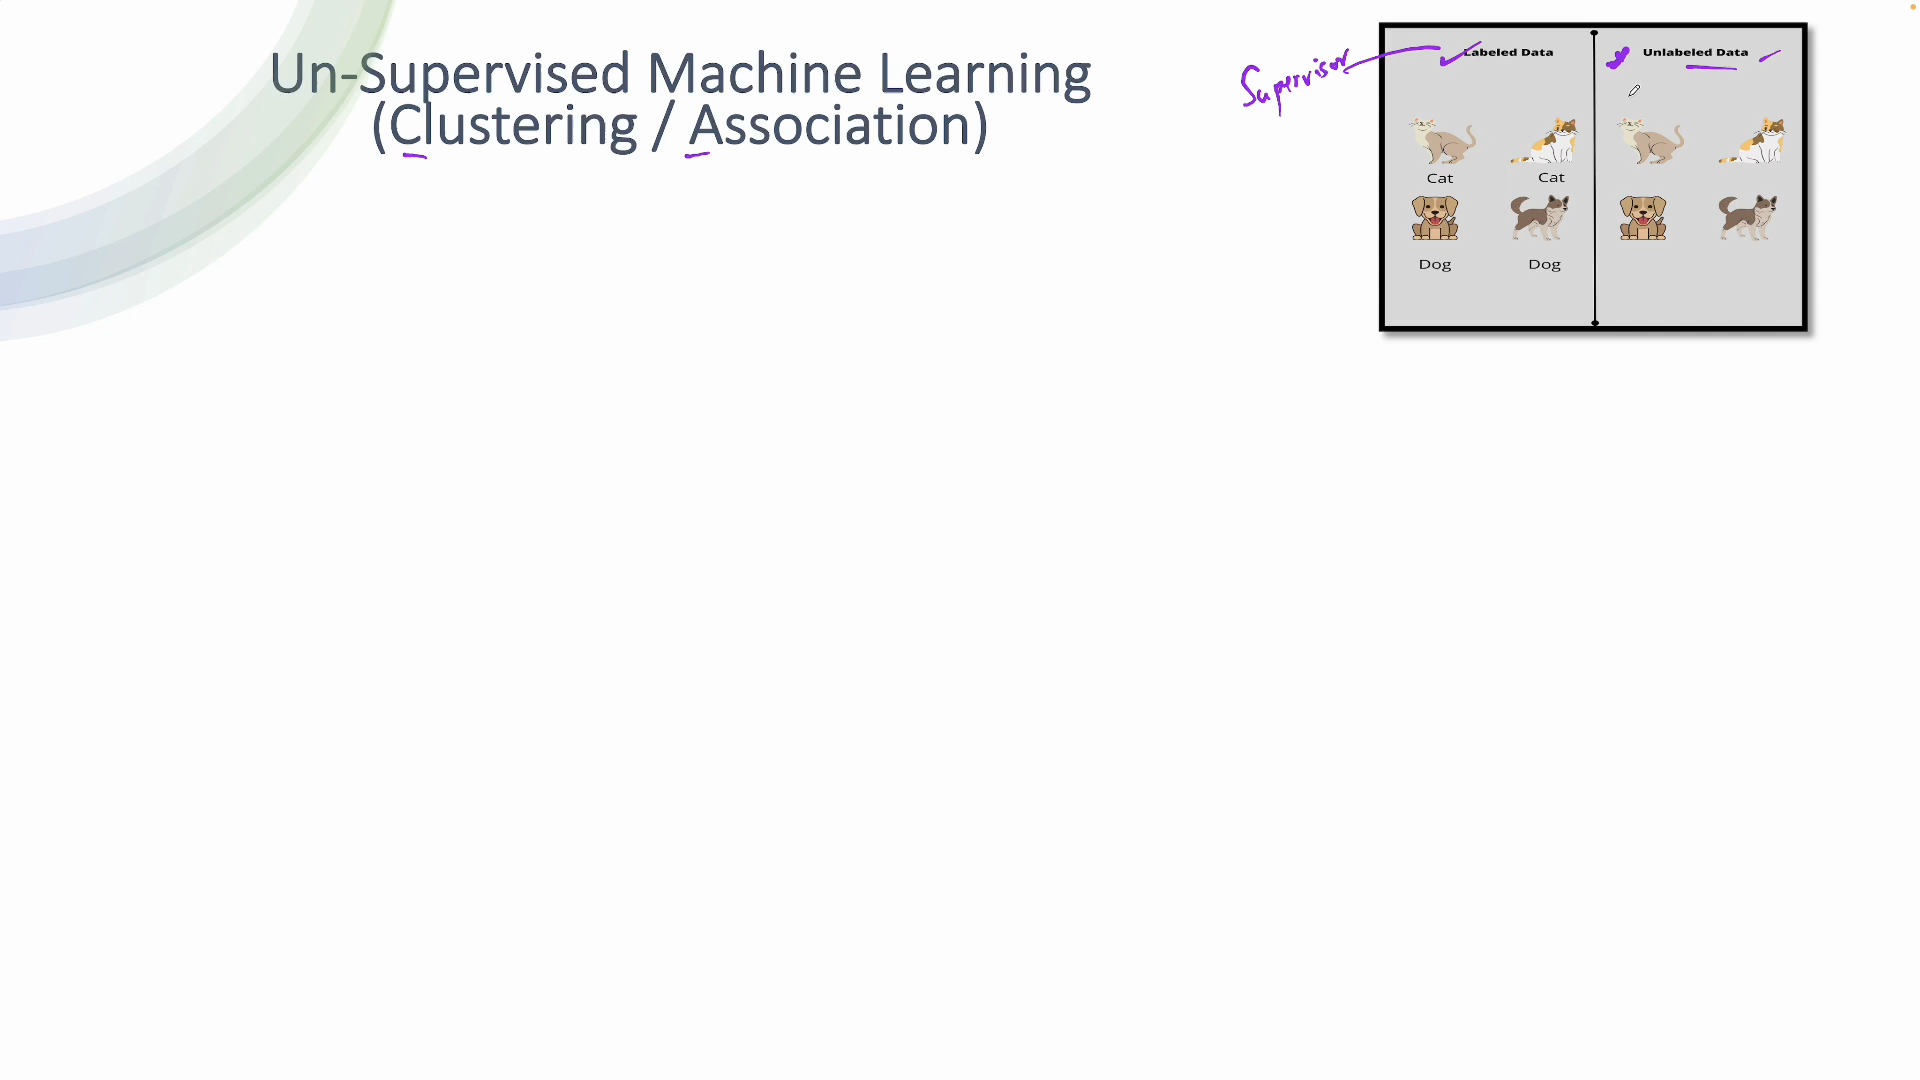 Un-Supervised Machine Learning
(Clustering / Association)
Supervisor
Labeled Data
Cat Cat
Dog Dog
Unlabeled Data